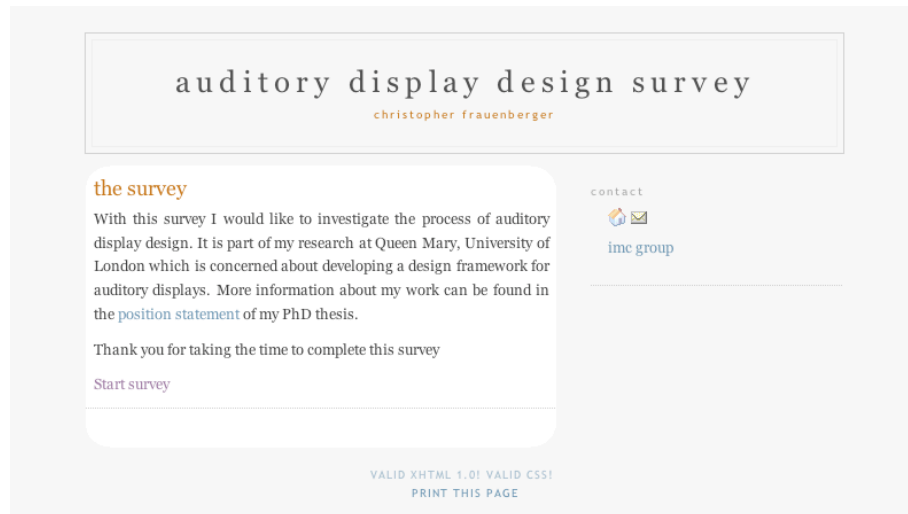 auditory display design survey
christopher frauenberger
the survey
With this survey I would like to investigate the process of auditory
display design. It is part of my research at Queen Mary, University of
London which is concerned about developing a design framework for
auditory displays. More information about my work can be found in
the position statement of my PhD thesis.
Thank you for taking the time to complete this survey
Start survey
contact
imc group
VALID XHTML 1.0! VALID CSS!
PRINT THIS PAGE